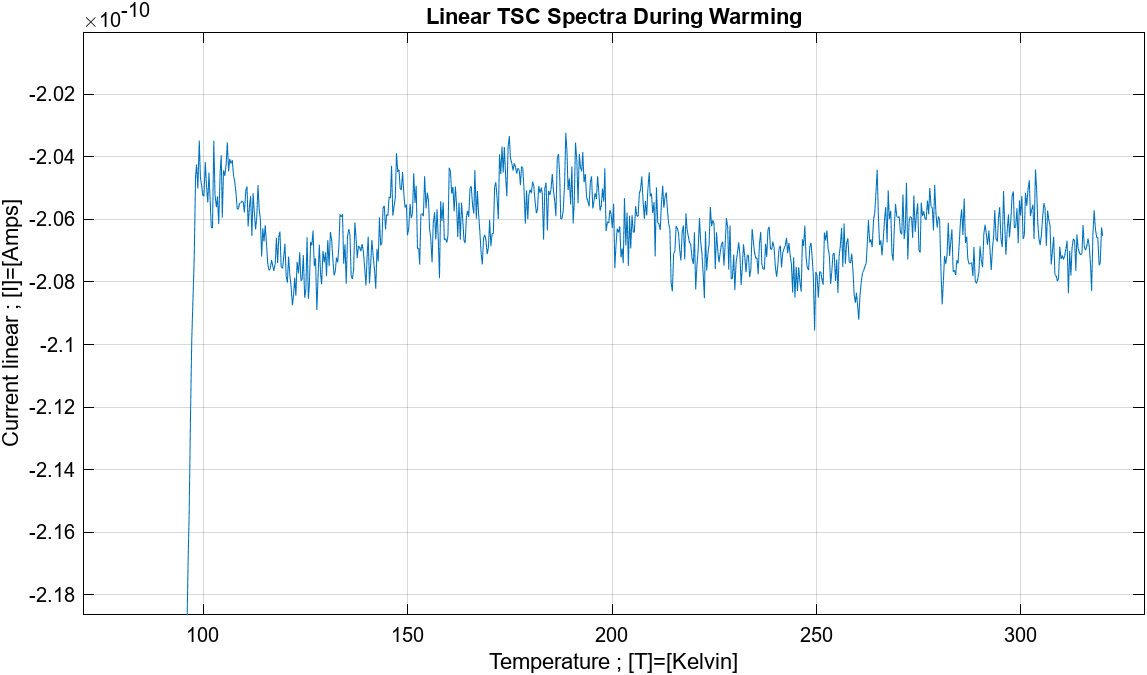 Linear TSC Spectra During Warming
×10^-10
-2.02
-2.04
-2.06
-2.08
-2.1
-2.12
-2.14
-2.16
-2.18
Current linear ; [I]=[Amps]
100 150 200 250 300
Temperature ; [T]=[Kelvin]